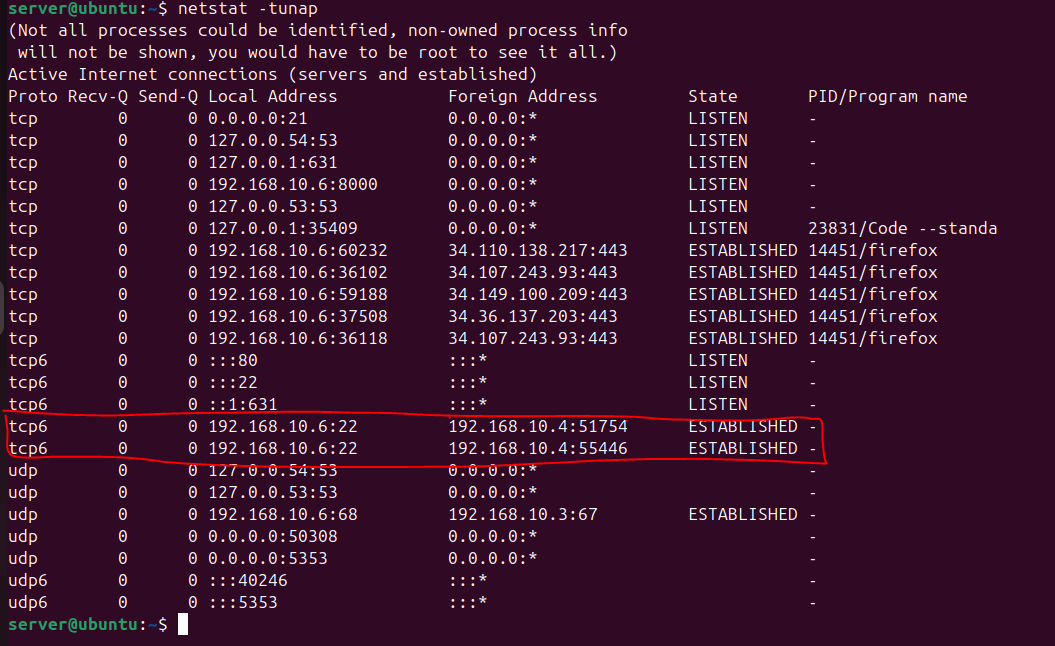 server@ubuntu:~$ netstat -tunap
(Not all processes could be identified, non-owned process info
 will not be shown, you would have to be root to see it all.)
Active Internet connections (servers and established)
Proto Recv-Q Send-Q Local Address           Foreign Address         State       PID/Program name
tcp        0      0 0.0.0.0:21              0.0.0.0:*               LISTEN      -
tcp        0      0 127.0.0.54:53           0.0.0.0:*               LISTEN      -
tcp        0      0 127.0.0.1:631           0.0.0.0:*               LISTEN      -
tcp        0      0 192.168.10.6:8000       0.0.0.0:*               LISTEN      -
tcp        0      0 127.0.0.53:53           0.0.0.0:*               LISTEN      -
tcp        0      0 127.0.0.1:35409         0.0.0.0:*               LISTEN      23831/Code --standa
tcp        0      0 192.168.10.6:60232      34.110.138.217:443      ESTABLISHED 14451/firefox
tcp        0      0 192.168.10.6:36102      34.107.243.93:443       ESTABLISHED 14451/firefox
tcp        0      0 192.168.10.6:59188      34.149.100.209:443      ESTABLISHED 14451/firefox
tcp        0      0 192.168.10.6:37508      34.36.137.203:443       ESTABLISHED 14451/firefox
tcp        0      0 192.168.10.6:36118      34.107.243.93:443       ESTABLISHED 14451/firefox
tcp6       0      0 :::80                   :::*                    LISTEN      -
tcp6       0      0 :::22                   :::*                    LISTEN      -
tcp6       0      0 ::1:631                 :::*                    LISTEN      -
tcp6       0      0 192.168.10.6:22         192.168.10.4:51754      ESTABLISHED -
tcp6       0      0 192.168.10.6:22         192.168.10.4:55446      ESTABLISHED -
udp        0      0 127.0.0.54:53           0.0.0.0:*                           -
udp        0      0 127.0.0.53:53           0.0.0.0:*                           -
udp        0      0 192.168.10.6:68         192.168.10.3:67         ESTABLISHED -
udp        0      0 0.0.0.0:50308           0.0.0.0:*                           -
udp        0      0 0.0.0.0:5353            0.0.0.0:*                           -
udp6       0      0 :::40246                :::*                                -
udp6       0      0 :::5353                 :::*                                -
server@ubuntu:~$